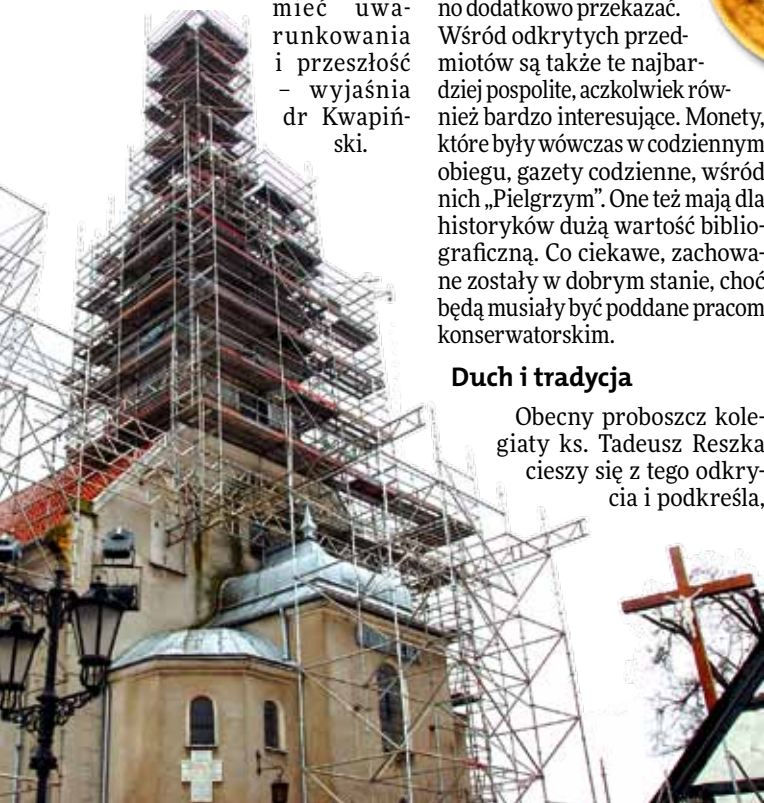 mieć uwa-
runkowania
i przeszłość
– wyjaśnia
dr Kwapiń-
ski.
no dodatkowo przekazać.
Wśród odkrytych przed-
miotów są także te najbar-
dziej pospolite, aczkolwiek rów-
nież bardzo interesujące. Monety,
które były wówczas w codziennym
obiegu, gazety codzienne, wśród
nich „Pielgrzym”. One też mają dla
historyków dużą wartość biblio-
graficzną. Co ciekawe, zachowa-
ne zostały w dobrym stanie, choć
będą musiały być poddane pracom
konserwatorskim.
Duch i tradycja
Obecny proboszcz kole-
giaty ks. Tadeusz Reszka
cieszy się z tego odkry-
cia i podkreśla,